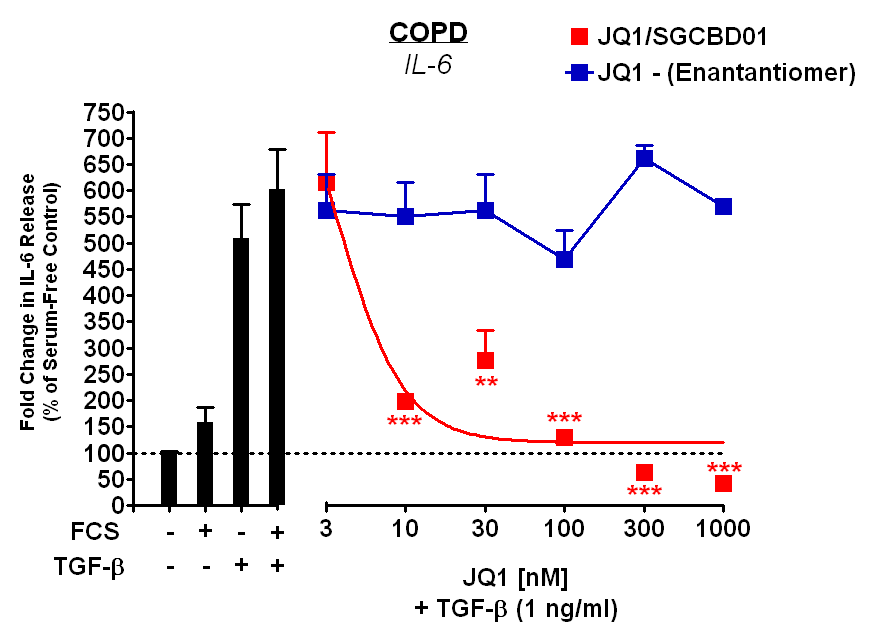 COPD
IL-6
JQ1/SGCBD01
JQ1 - (Enantantiomer)
Fold Change in IL-6 Release
(% of Serum-Free Control)
750
700
650
600
550
500
450
400
350
300
250
200
150
100
50
0
***
**
***
***
***
3 10 30 100 300 1000
FCS - + - +
TGF-β - - + +
JQ1 [nM]
+ TGF-β (1 ng/ml)